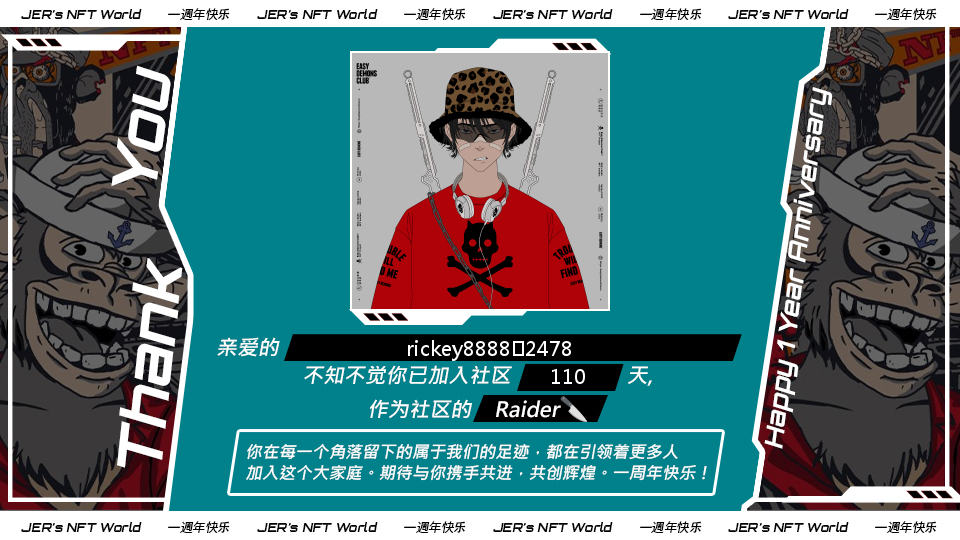 JER's NFT World 一週年快乐 JER's NFT World 一週年快乐 JER's NFT World 一週年快乐 JER's NFT World 一週年快乐
Thank You
EASY
DEMONS
CLUB
Happy 1 Year Anniversary
亲爱的 rickey8888▯2478
不知不觉你已加入社区 110 天,
作为社区的 Raider🔪
你在每一个角落留下的属于我们的足迹，都在引领着更多人
加入这个大家庭。期待与你携手共进，共创辉煌。一周年快乐！
JER's NFT World 一週年快乐 JER's NFT World 一週年快乐 JER's NFT World 一週年快乐 JER's NFT World 一週年快乐